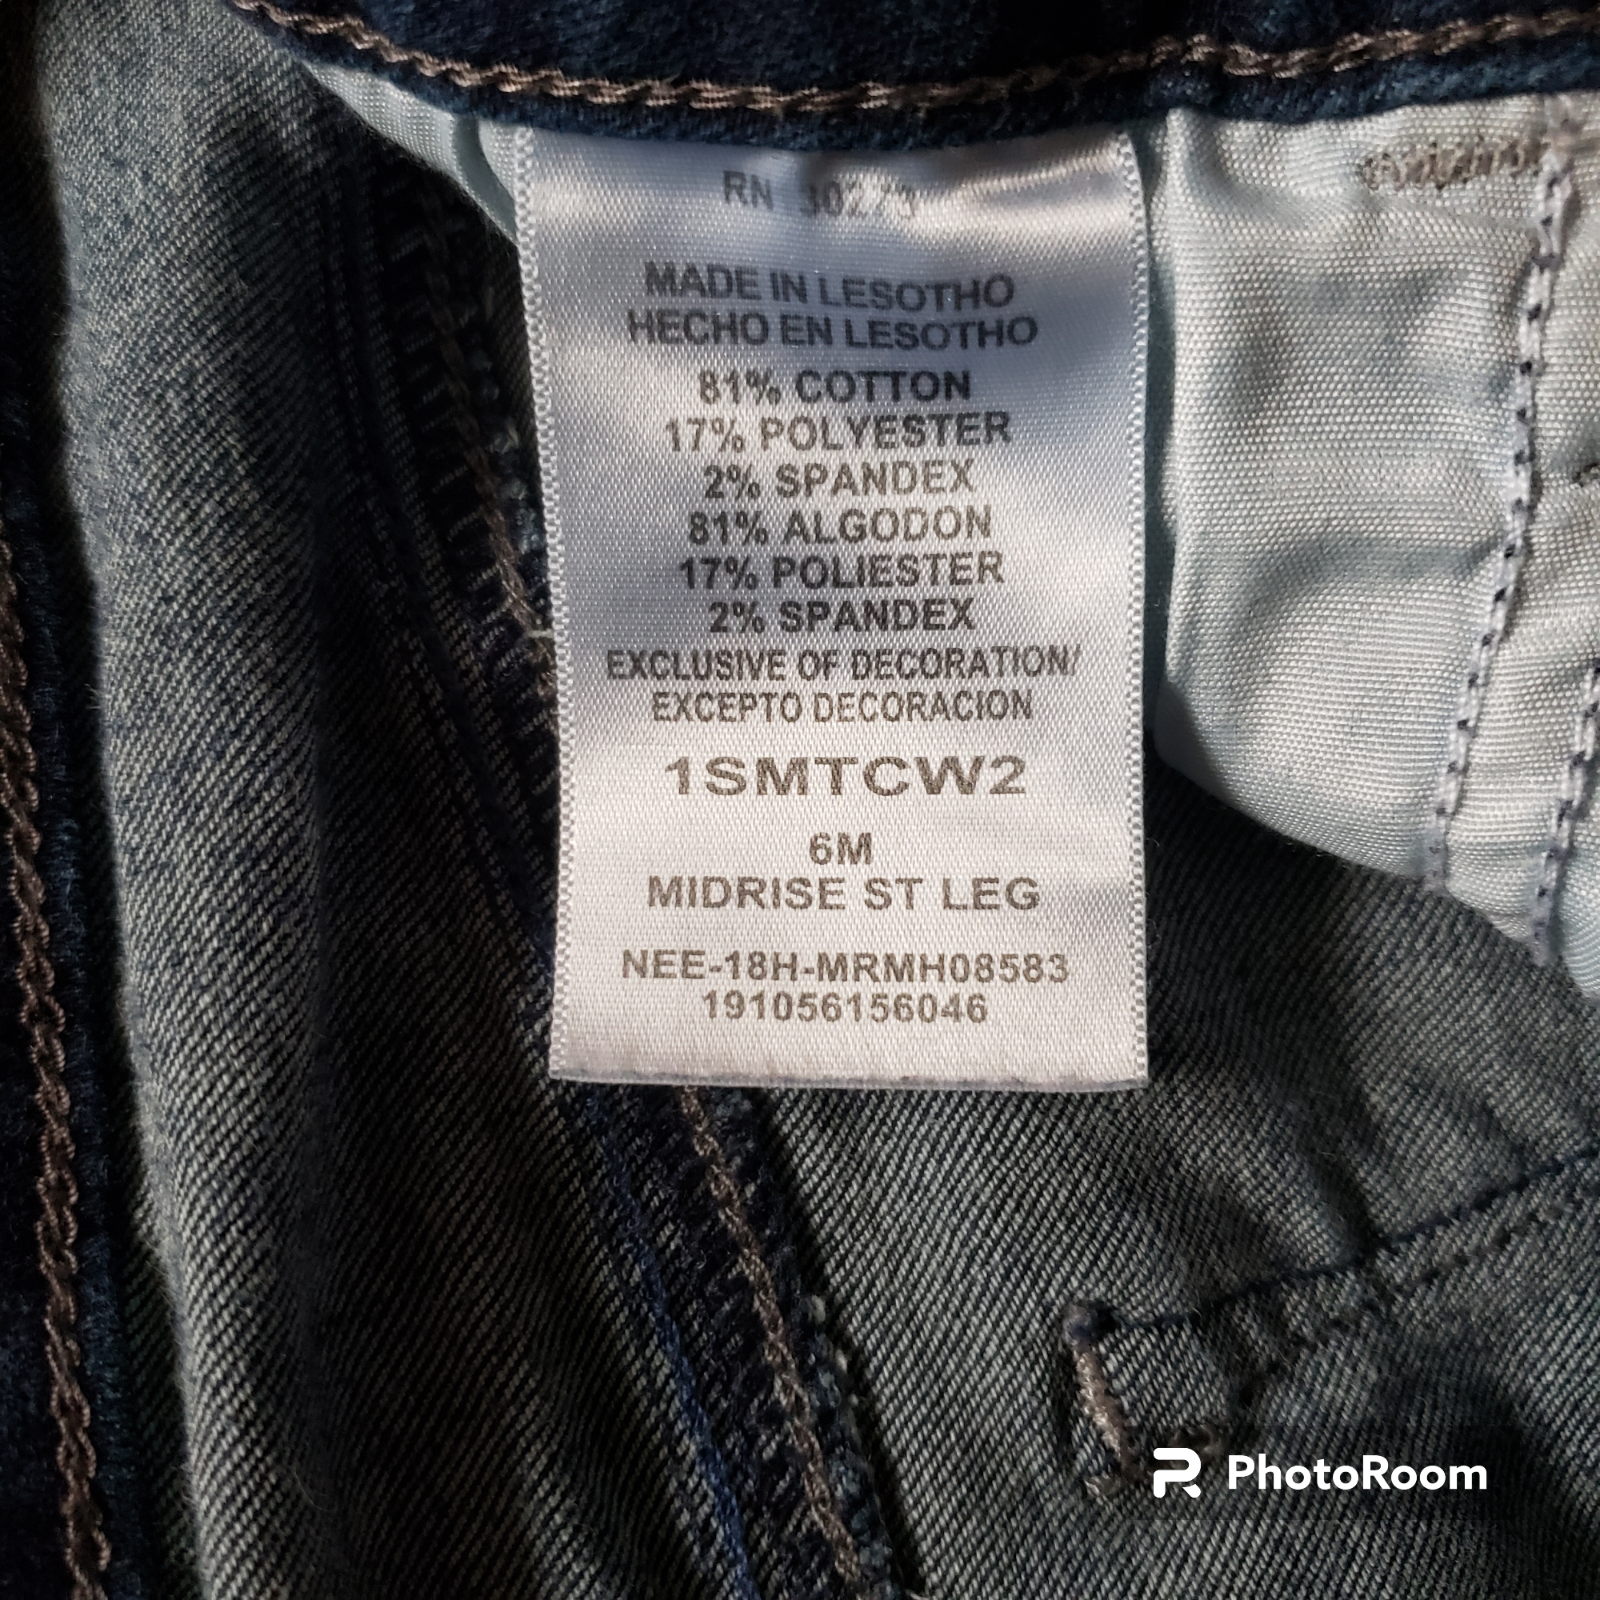 RN 30273
MADE IN LESOTHO
HECHO EN LESOTHO
81% COTTON
17% POLYESTER
2% SPANDEX
81% ALGODON
17% POLIESTER
2% SPANDEX
EXCLUSIVE OF DECORATION/
EXCEPTO DECORACION
1SMTCW2
6M
MIDRISE ST LEG
NEE-18H-MRMH08583
191056156046
PhotoRoom